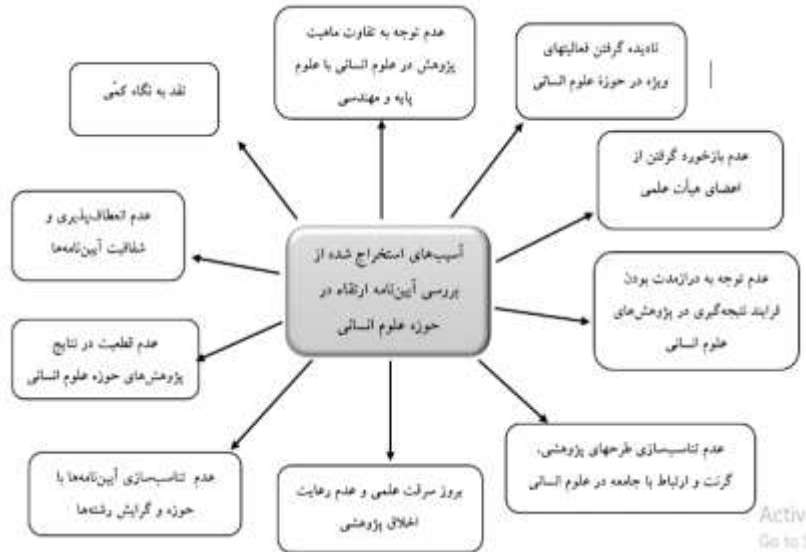 عدم توجه به تفاوت ماهیت
پژوهش در علوم انسانی با علوم
پایه و مهندسی
نادیده گرفتن فعالیتهای
ویژه در حوزهٔ علوم انسانی
نقد به نگاه کمّی
عدم بازخورد گرفتن از
اعضای هیأت علمی
عدم انعطاف‌پذیری و
شفافیت آیین‌نامه‌ها
آسیب‌های استخراج شده از
بررسی آیین‌نامه ارتقاء در
حوزه علوم انسانی
عدم توجه به درازمدت بودن
فرایند نتیجه‌گیری در پژوهش‌های
علوم انسانی
عدم قطعیت در نتایج
پژوهش‌های حوزه علوم انسانی
عدم تناسب‌سازی طرحهای پژوهشی،
گرنت و ارتباط با جامعه در علوم انسانی
عدم تناسب‌سازی آیین‌نامه‌ها با
حوزه و گرایش رشته‌ها
بروز سرقت علمی و عدم رعایت
اخلاق پژوهشی
Activ
Go to S